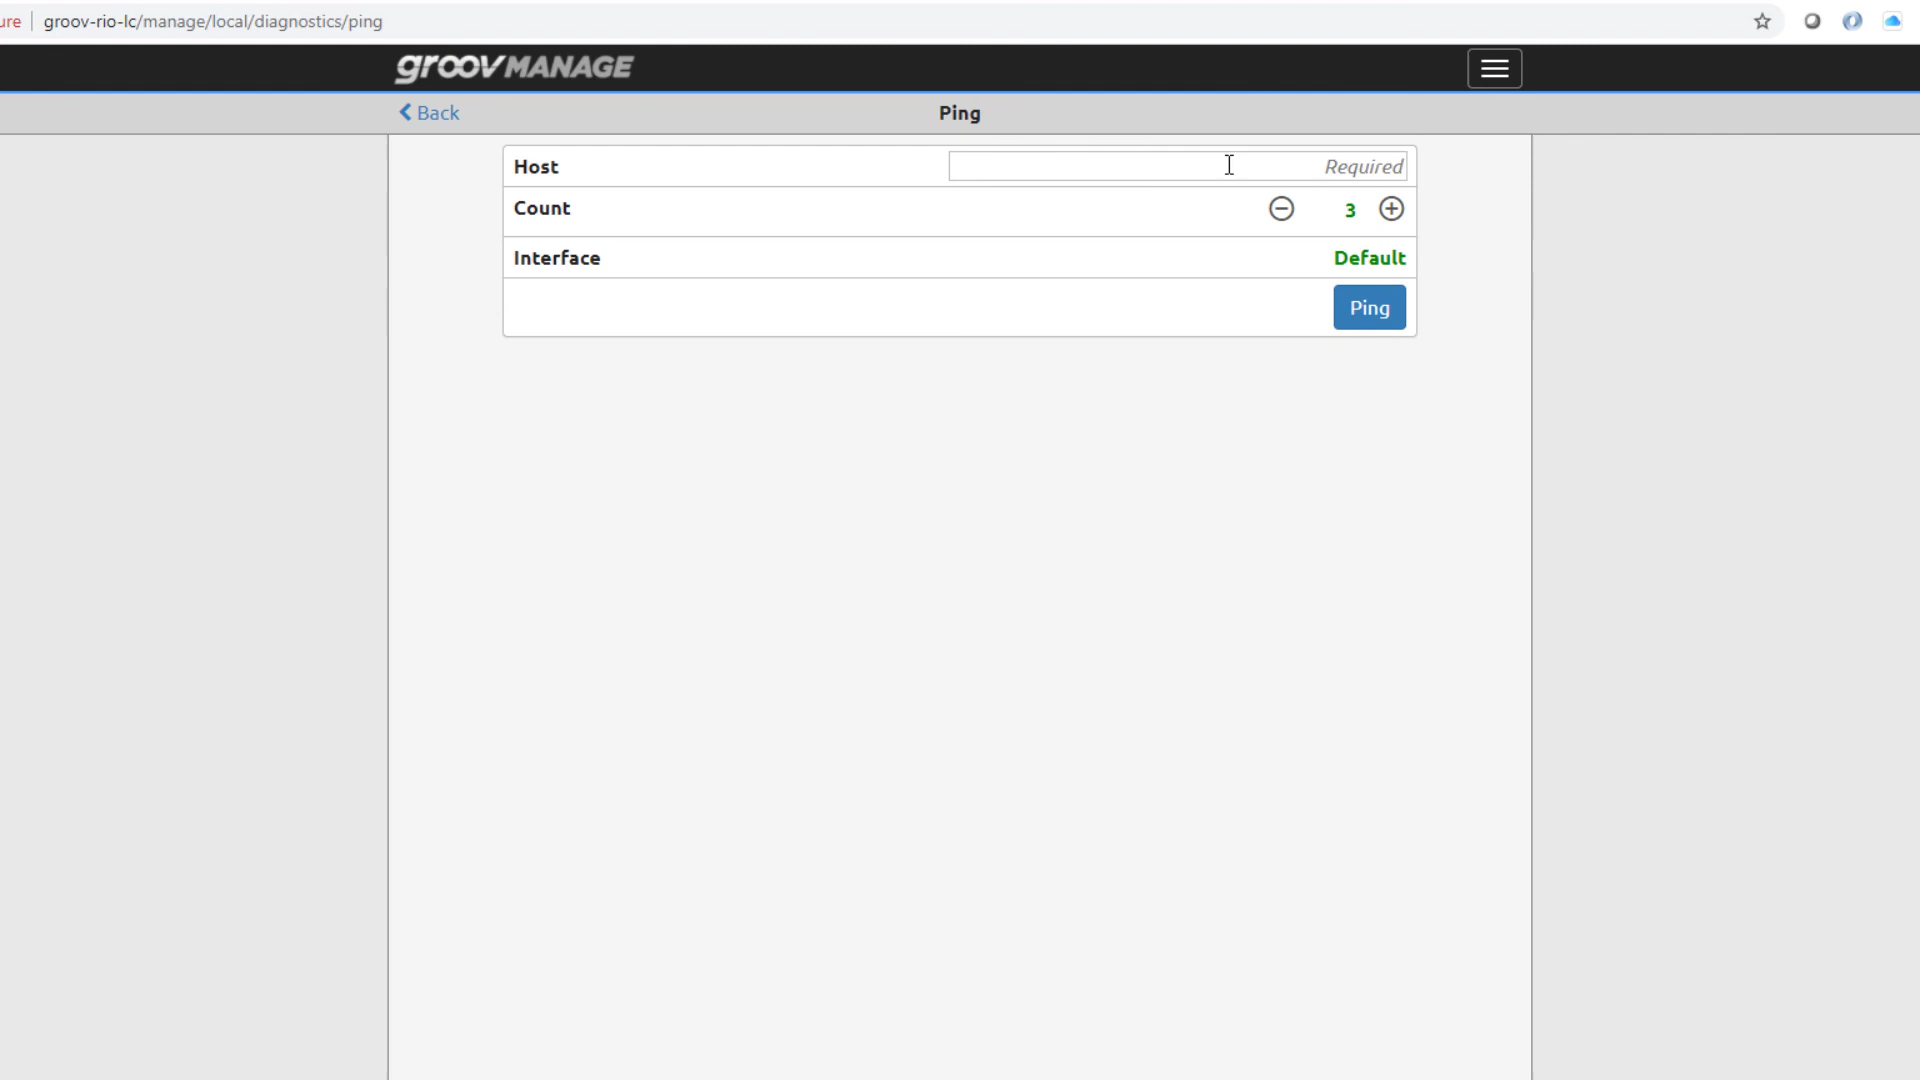 ure | groov-rio-lc/manage/local/diagnostics/ping
groovMANAGE
Back
Ping
Host Required
Count 3
Interface Default
Ping